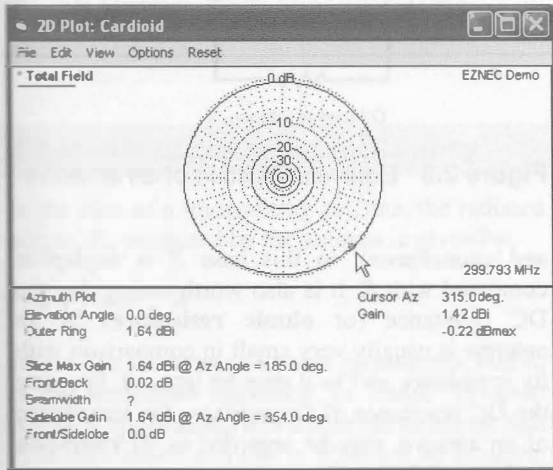 2D Plot: Cardioid
File Edit View Options Reset
* Total Field
EZNEC Demo
0 dB
-10
-20
-30
299.793 MHz
Azimuth Plot
Elevation Angle 0.0 deg.
Outer Ring 1.64 dBi
Cursor Az 315.0 deg.
Gain 1.42 dBi
-0.22 dBmax
Slice Max Gain 1.64 dBi @ Az Angle = 185.0 deg.
Front/Back 0.02 dB
Beamwidth ?
Sidelobe Gain 1.64 dBi @ Az Angle = 354.0 deg.
Front/Sidelobe 0.0 dB